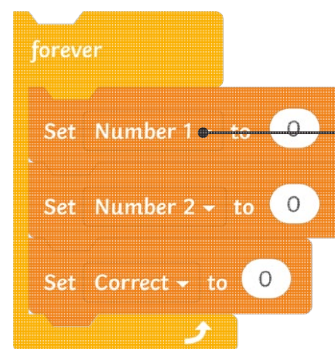 forever
Set Number 1 to 0
Set Number 2 to 0
Set Correct to 0